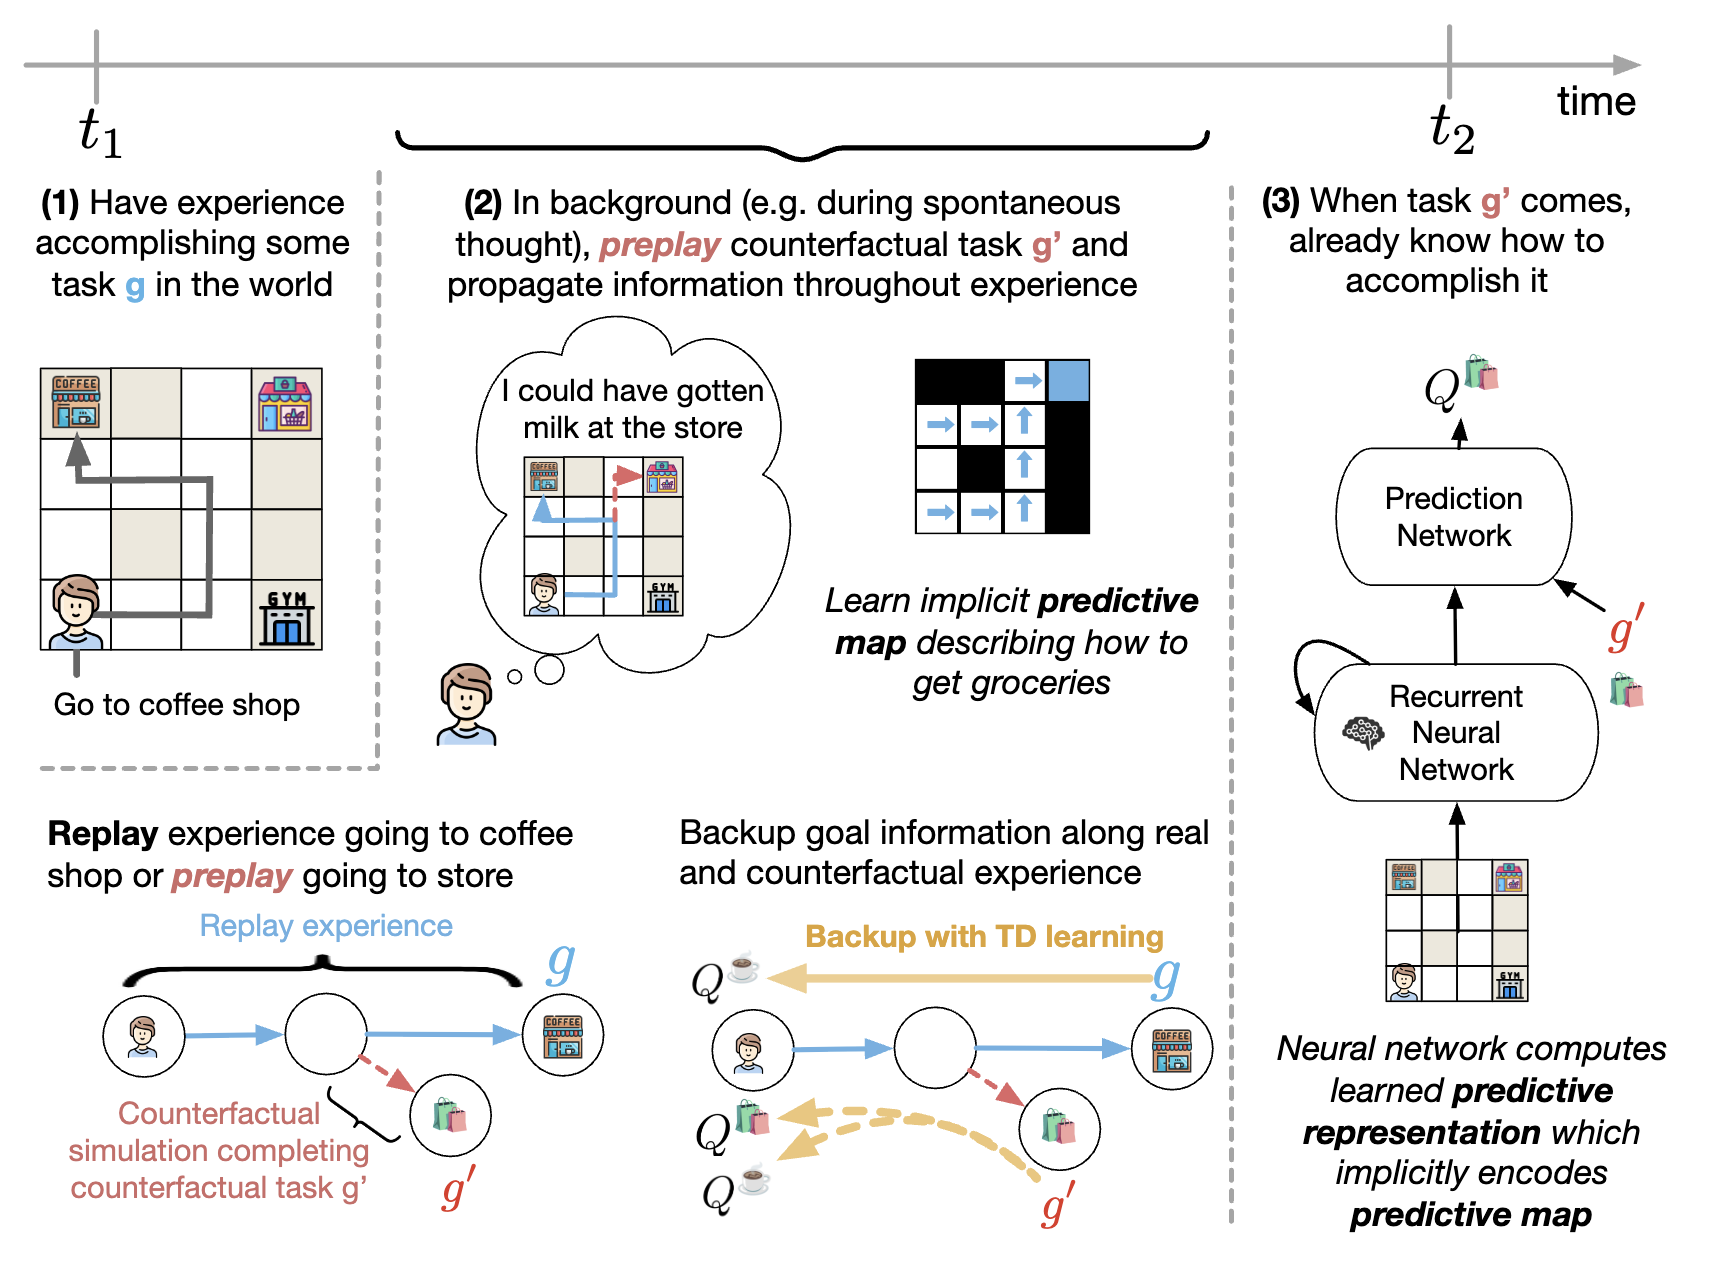 time
t₁
t₂
(1) Have experience
accomplishing some
task g in the world
COFFEE
GYM
Go to coffee shop
(2) In background (e.g. during spontaneous
thought), preplay counterfactual task g’ and
propagate information throughout experience
I could have gotten
milk at the store
COFFEE
GYM
Learn implicit predictive
map describing how to
get groceries
Replay experience going to coffee
shop or preplay going to store
Replay experience
g
COFFEE
Counterfactual
simulation completing
counterfactual task g’
g′
Backup goal information along real
and counterfactual experience
Backup with TD learning
Q
g
COFFEE
Q
Q
g′
(3) When task g’ comes,
already know how to
accomplish it
Q
Prediction
Network
g′
Recurrent
Neural
Network
COFFEE
GYM
Neural network computes
learned predictive
representation which
implicitly encodes
predictive map